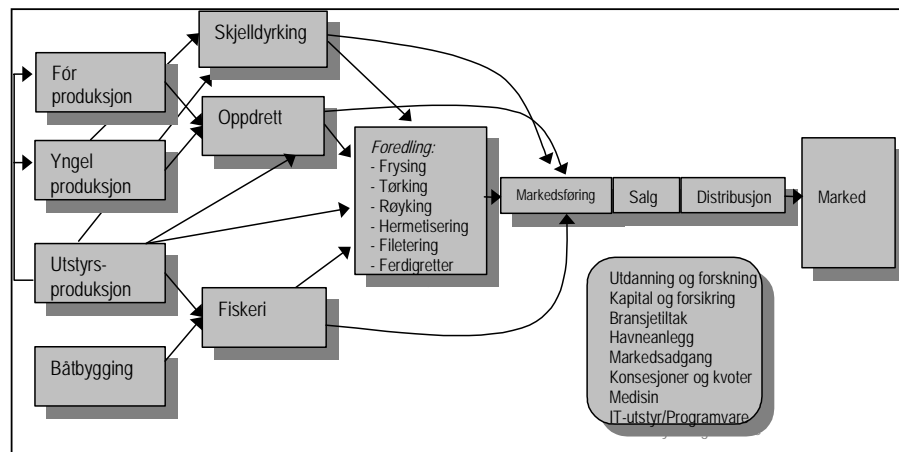 Skjelldyrking
Fór
produksjon
Oppdrett
Yngel
produksjon
Utstyrs-
produksjon
Fiskeri
Båtbygging
Foredling:
- Frysing
- Tørking
- Røyking
- Hermetisering
- Filetering
- Ferdigretter
Markedsføring
Salg
Distribusjon
Marked
Utdanning og forskning
Kapital og forsikring
Bransjetiltak
Havneanlegg
Markedsadgang
Konsesjoner og kvoter
Medisin
IT-utstyr/Programvare